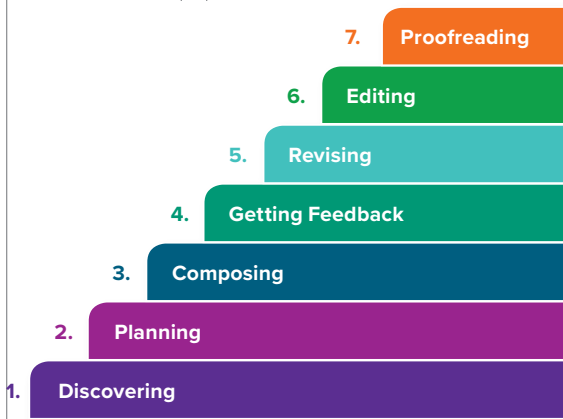 7. Proofreading
6. Editing
5. Revising
4. Getting Feedback
3. Composing
2. Planning
1. Discovering